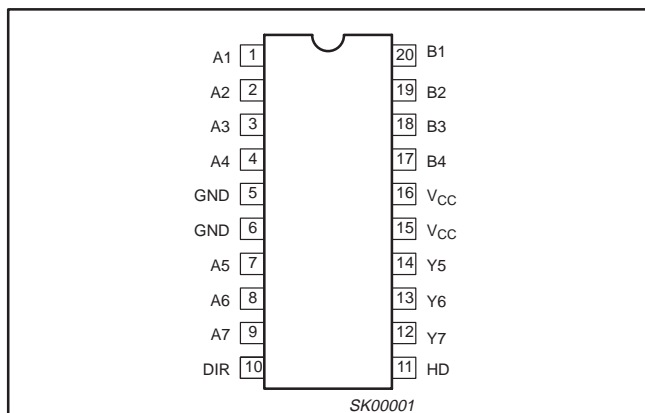 A1 1 20 B1
A2 2 19 B2
A3 3 18 B3
A4 4 17 B4
GND 5 16 VCC
GND 6 15 VCC
A5 7 14 Y5
A6 8 13 Y6
A7 9 12 Y7
DIR 10 11 HD
SK00001